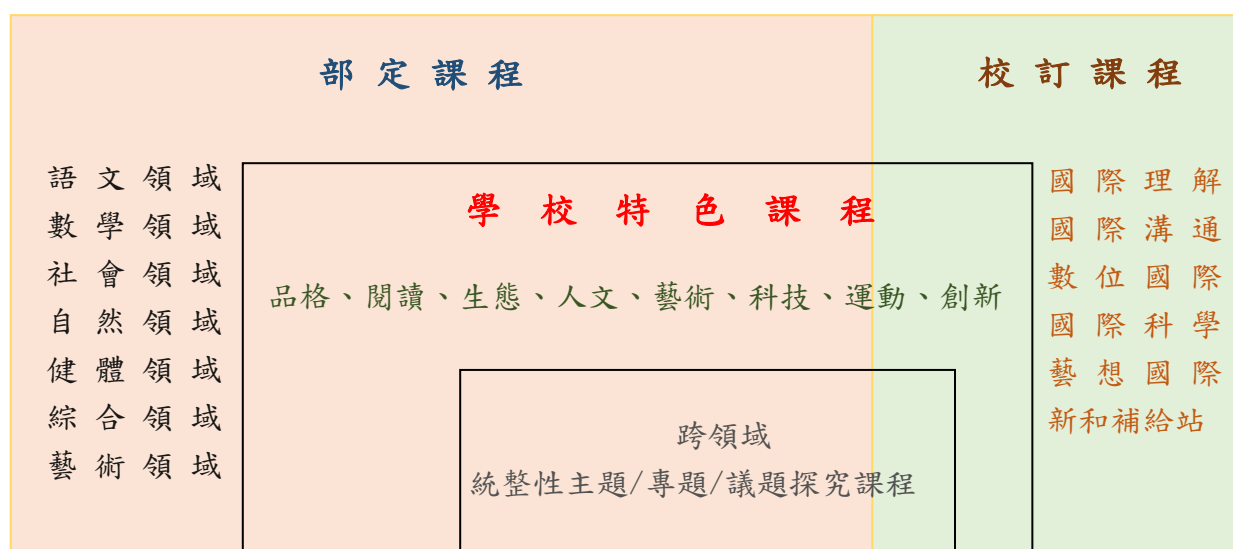 部定課程
校訂課程
語文領域
數學領域
社會領域
自然領域
健體領域
綜合領域
藝術領域
學校特色課程
品格、閱讀、生態、人文、藝術、科技、運動、創新
跨領域
統整性主題/專題/議題探究課程
國際理解
國際溝通
數位國際
國際科學
藝想國際
新和補給站